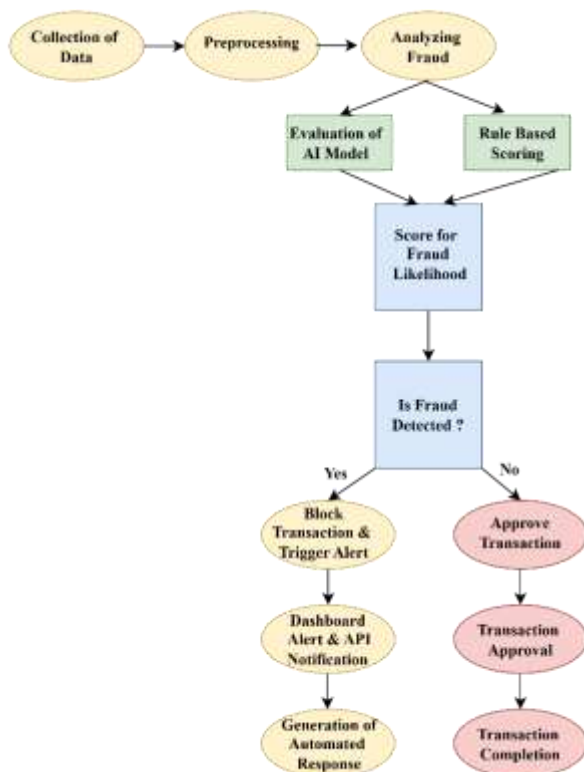 Collection of
Data
Preprocessing
Analyzing
Fraud
Evaluation of
AI Model
Rule Based
Scoring
Score for
Fraud
Likelihood
Is Fraud
Detected ?
Yes
No
Block
Transaction &
Trigger Alert
Approve
Transaction
Dashboard
Alert & API
Notification
Transaction
Approval
Generation of
Automated
Response
Transaction
Completion